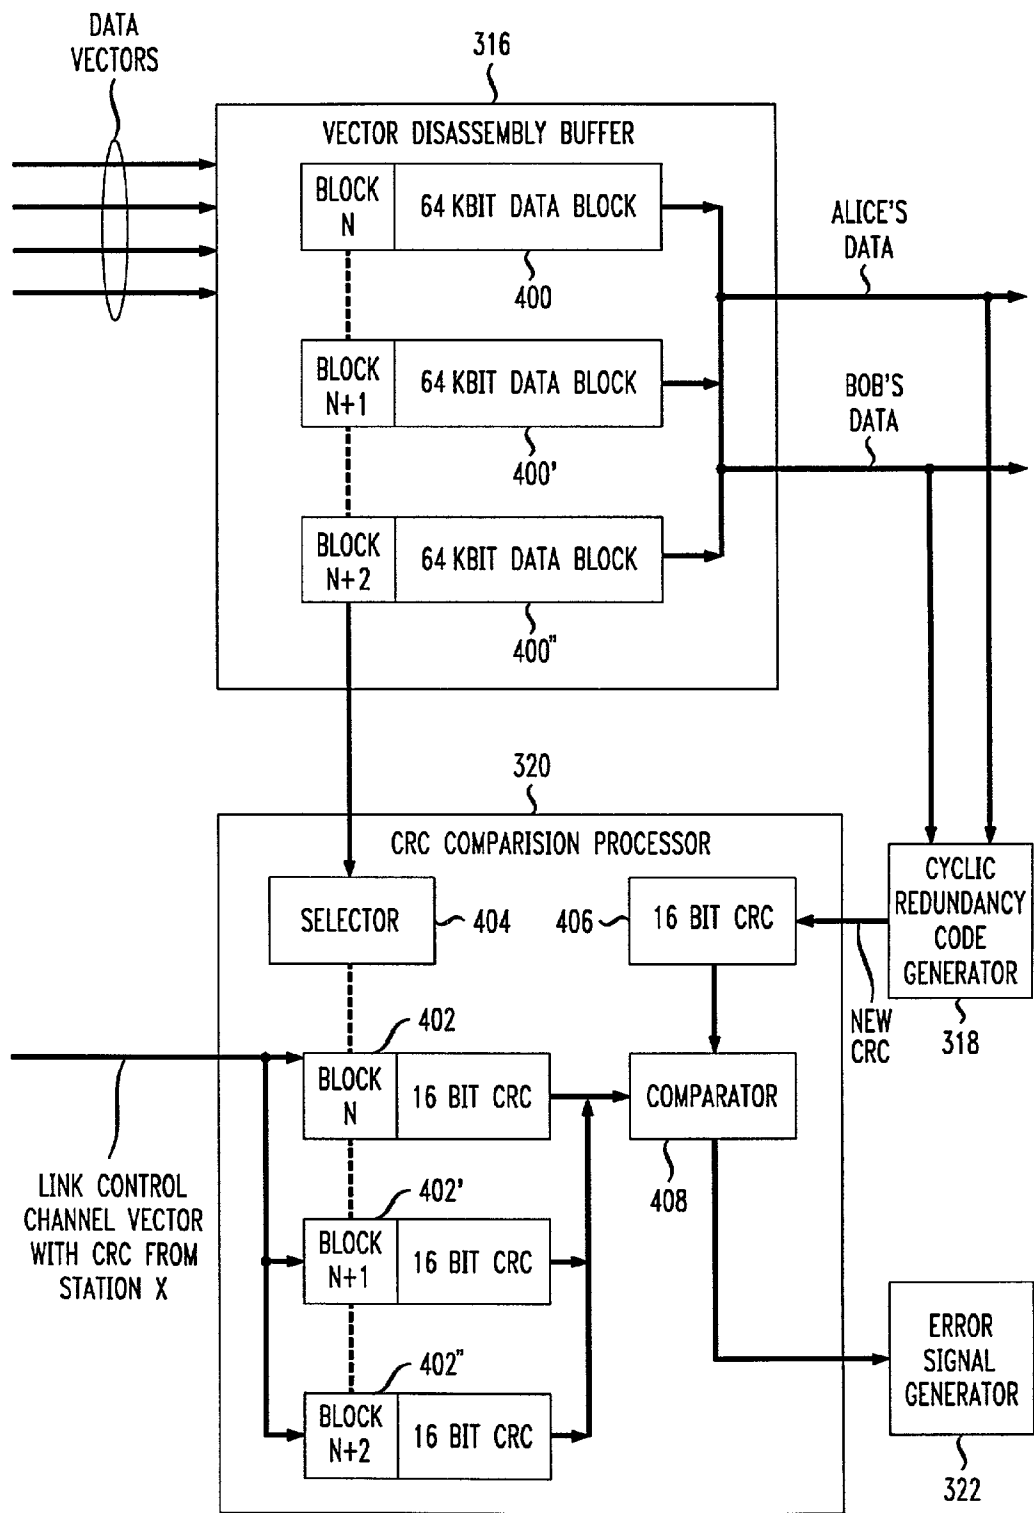 DATA
VECTORS
316
VECTOR DISASSEMBLY BUFFER
BLOCK
N
64 KBIT DATA BLOCK
400
ALICE'S
DATA
BLOCK
N+1
64 KBIT DATA BLOCK
400'
BOB'S
DATA
BLOCK
N+2
64 KBIT DATA BLOCK
400"
320
CRC COMPARISION PROCESSOR
SELECTOR
404
406
16 BIT CRC
CYCLIC
REDUNDANCY
CODE
GENERATOR
318
NEW
CRC
402
BLOCK
N
16 BIT CRC
COMPARATOR
408
LINK CONTROL
CHANNEL VECTOR
WITH CRC FROM
STATION X
402'
BLOCK
N+1
16 BIT CRC
402"
BLOCK
N+2
16 BIT CRC
ERROR
SIGNAL
GENERATOR
322